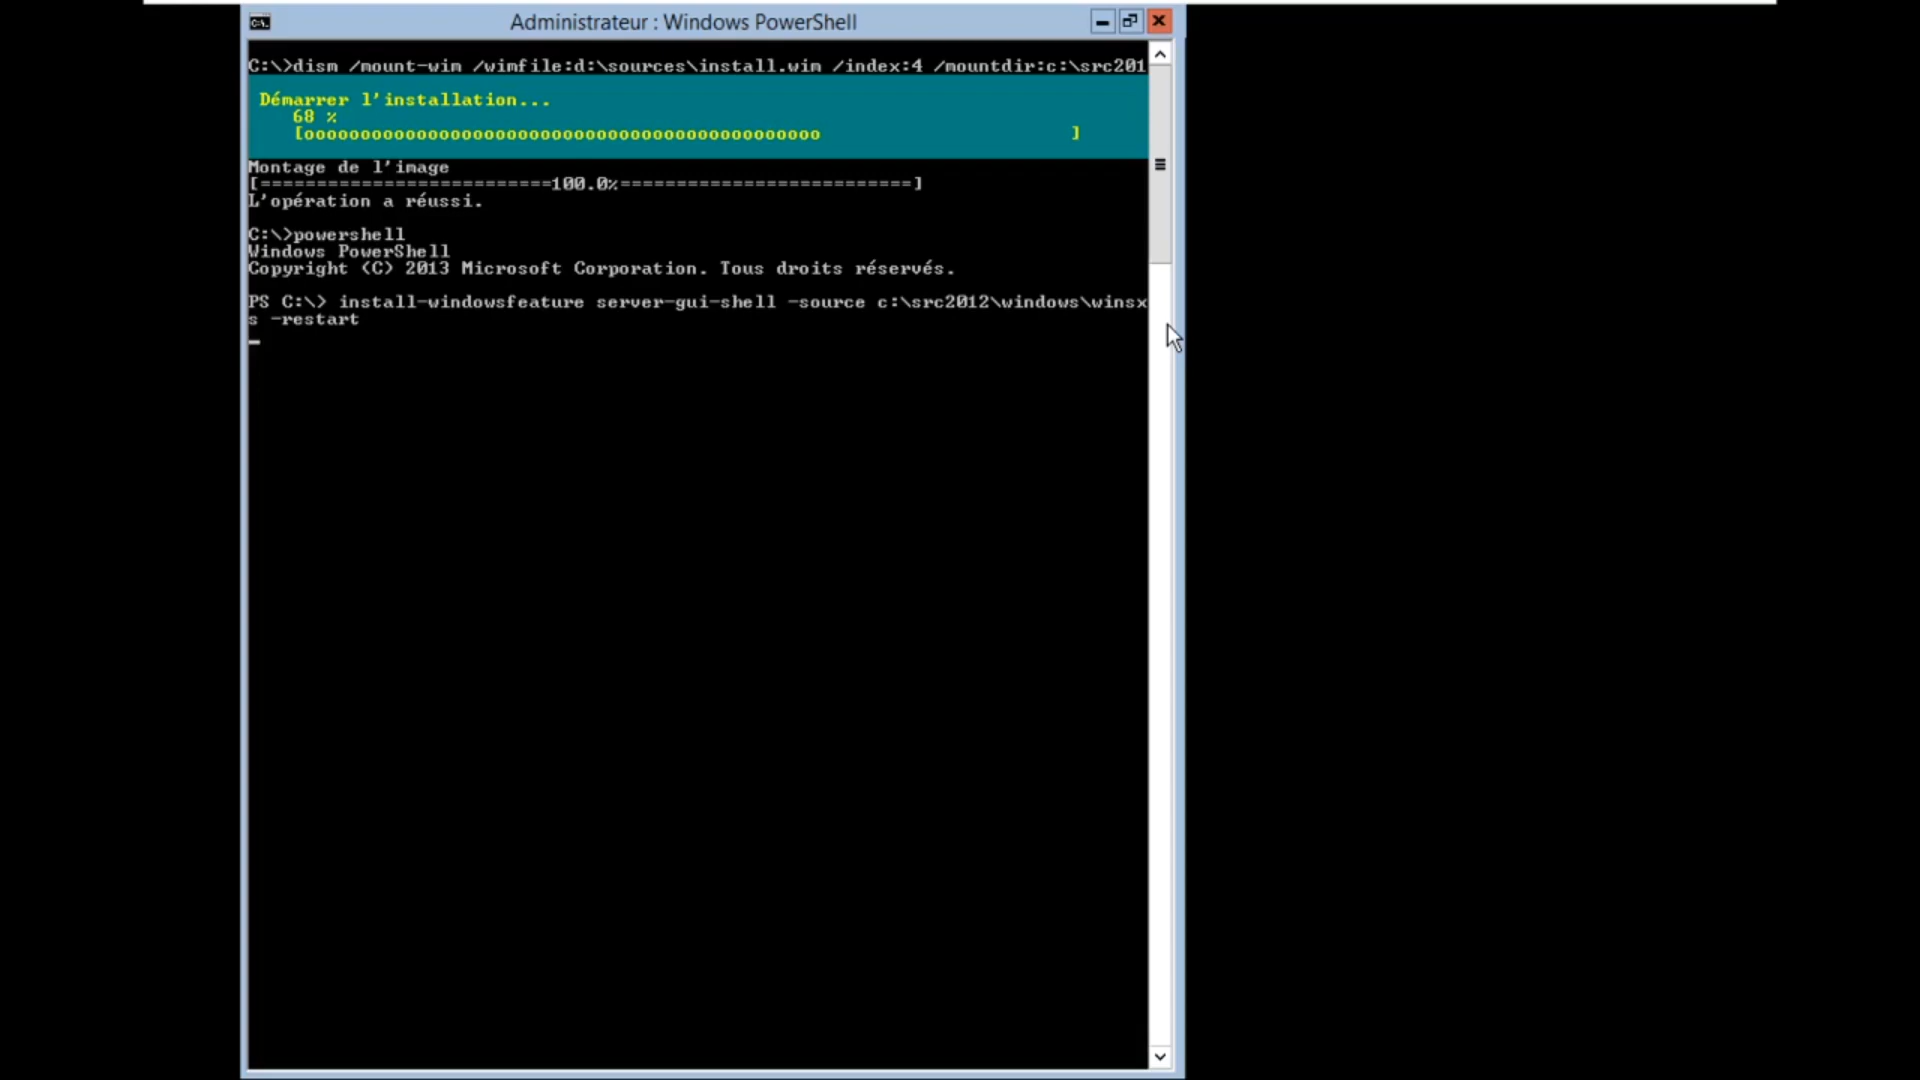 Administrateur : Windows PowerShell
C:\>dism /mount-wim /wimfile:d:\sources\install.wim /index:4 /mountdir:c:\src201
Démarrer l'installation...
68 %
[oooooooooooooooooooooooooooooooooooooooooooooo                       ]
Montage de l'image
[==========================100.0%==========================]
L'opération a réussi.
C:\>powershell
Windows PowerShell
Copyright (C) 2013 Microsoft Corporation. Tous droits réservés.
PS C:\> install-windowsfeature server-gui-shell -source c:\src2012\windows\winsx
s -restart